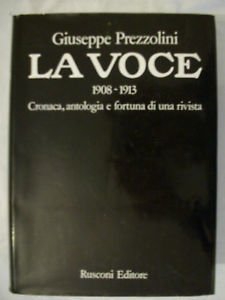 Giuseppe Prezzolini
LA VOCE
1908-1913
Cronaca, antologia e fortuna di una rivista
Rusconi Editore